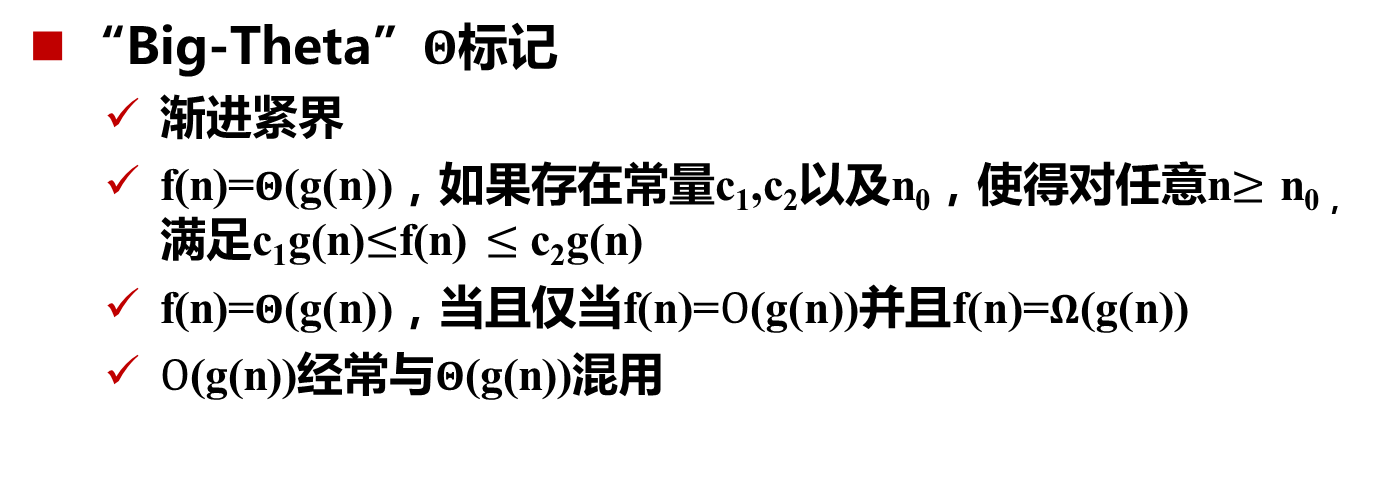 “Big-Theta” Θ标记
渐进紧界
f(n)=Θ(g(n))，如果存在常量c₁,c₂以及n₀，使得对任意n≥ n₀，
满足c₁g(n)≤f(n) ≤ c₂g(n)
f(n)=Θ(g(n))，当且仅当f(n)=O(g(n))并且f(n)=Ω(g(n))
O(g(n))经常与Θ(g(n))混用